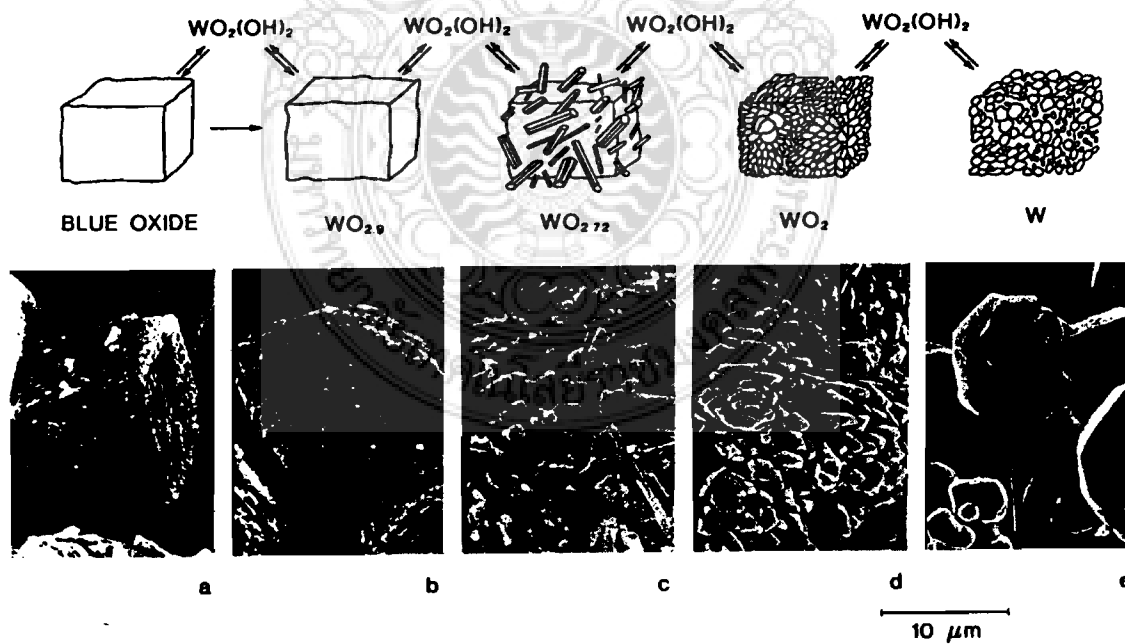 WO₂(OH)₂ WO₂(OH)₂ WO₂(OH)₂ WO₂(OH)₂
BLUE OXIDE WO₂.₉ WO₂.₇₂ WO₂ W
a b c d e
10 μm